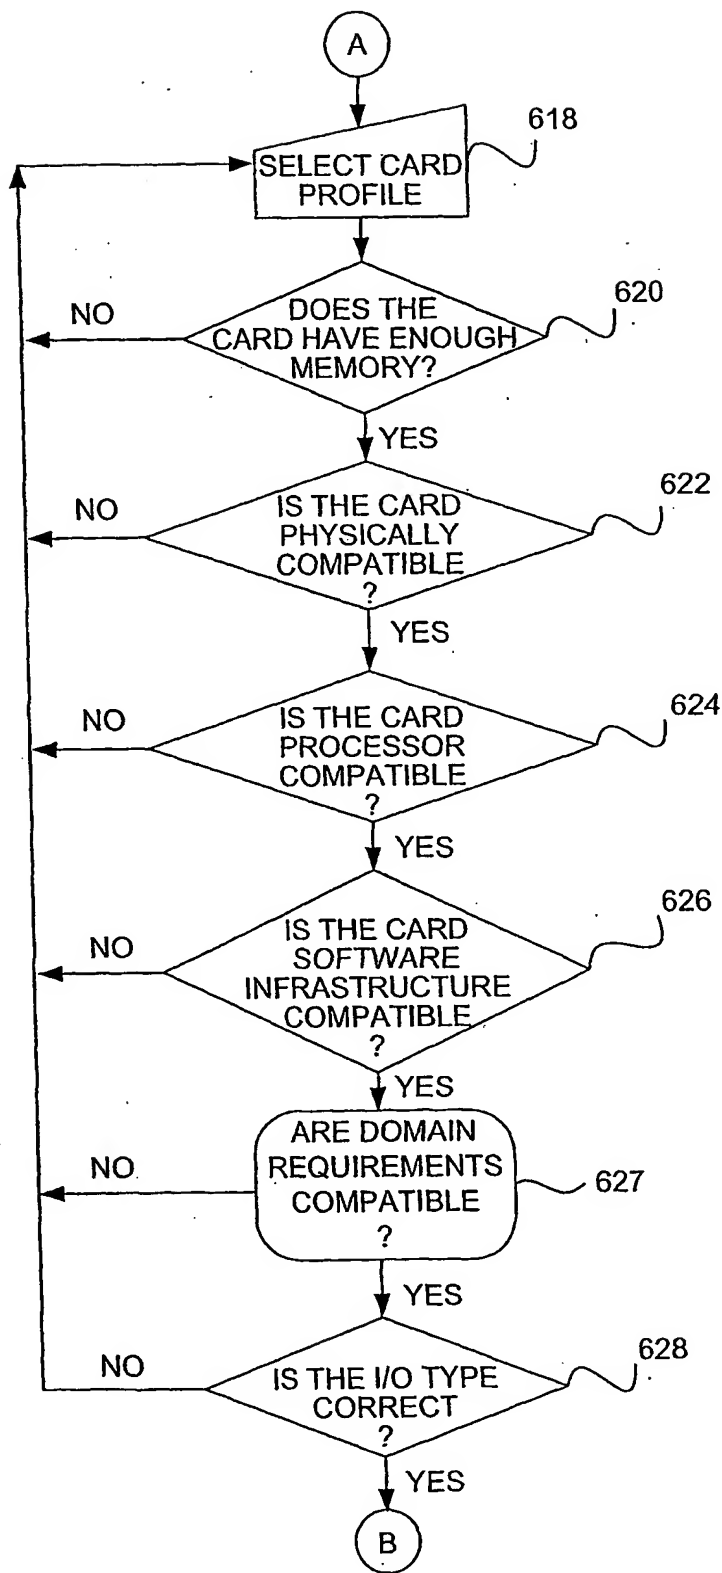 A
618
SELECT CARD
PROFILE
620
NO
DOES THE
CARD HAVE ENOUGH
MEMORY?
YES
622
NO
IS THE CARD
PHYSICALLY
COMPATIBLE
?
YES
624
NO
IS THE CARD
PROCESSOR
COMPATIBLE
?
YES
626
NO
IS THE CARD
SOFTWARE
INFRASTRUCTURE
COMPATIBLE
?
YES
ARE DOMAIN
REQUIREMENTS
COMPATIBLE
?
NO
627
YES
628
NO
IS THE I/O TYPE
CORRECT
?
YES
B